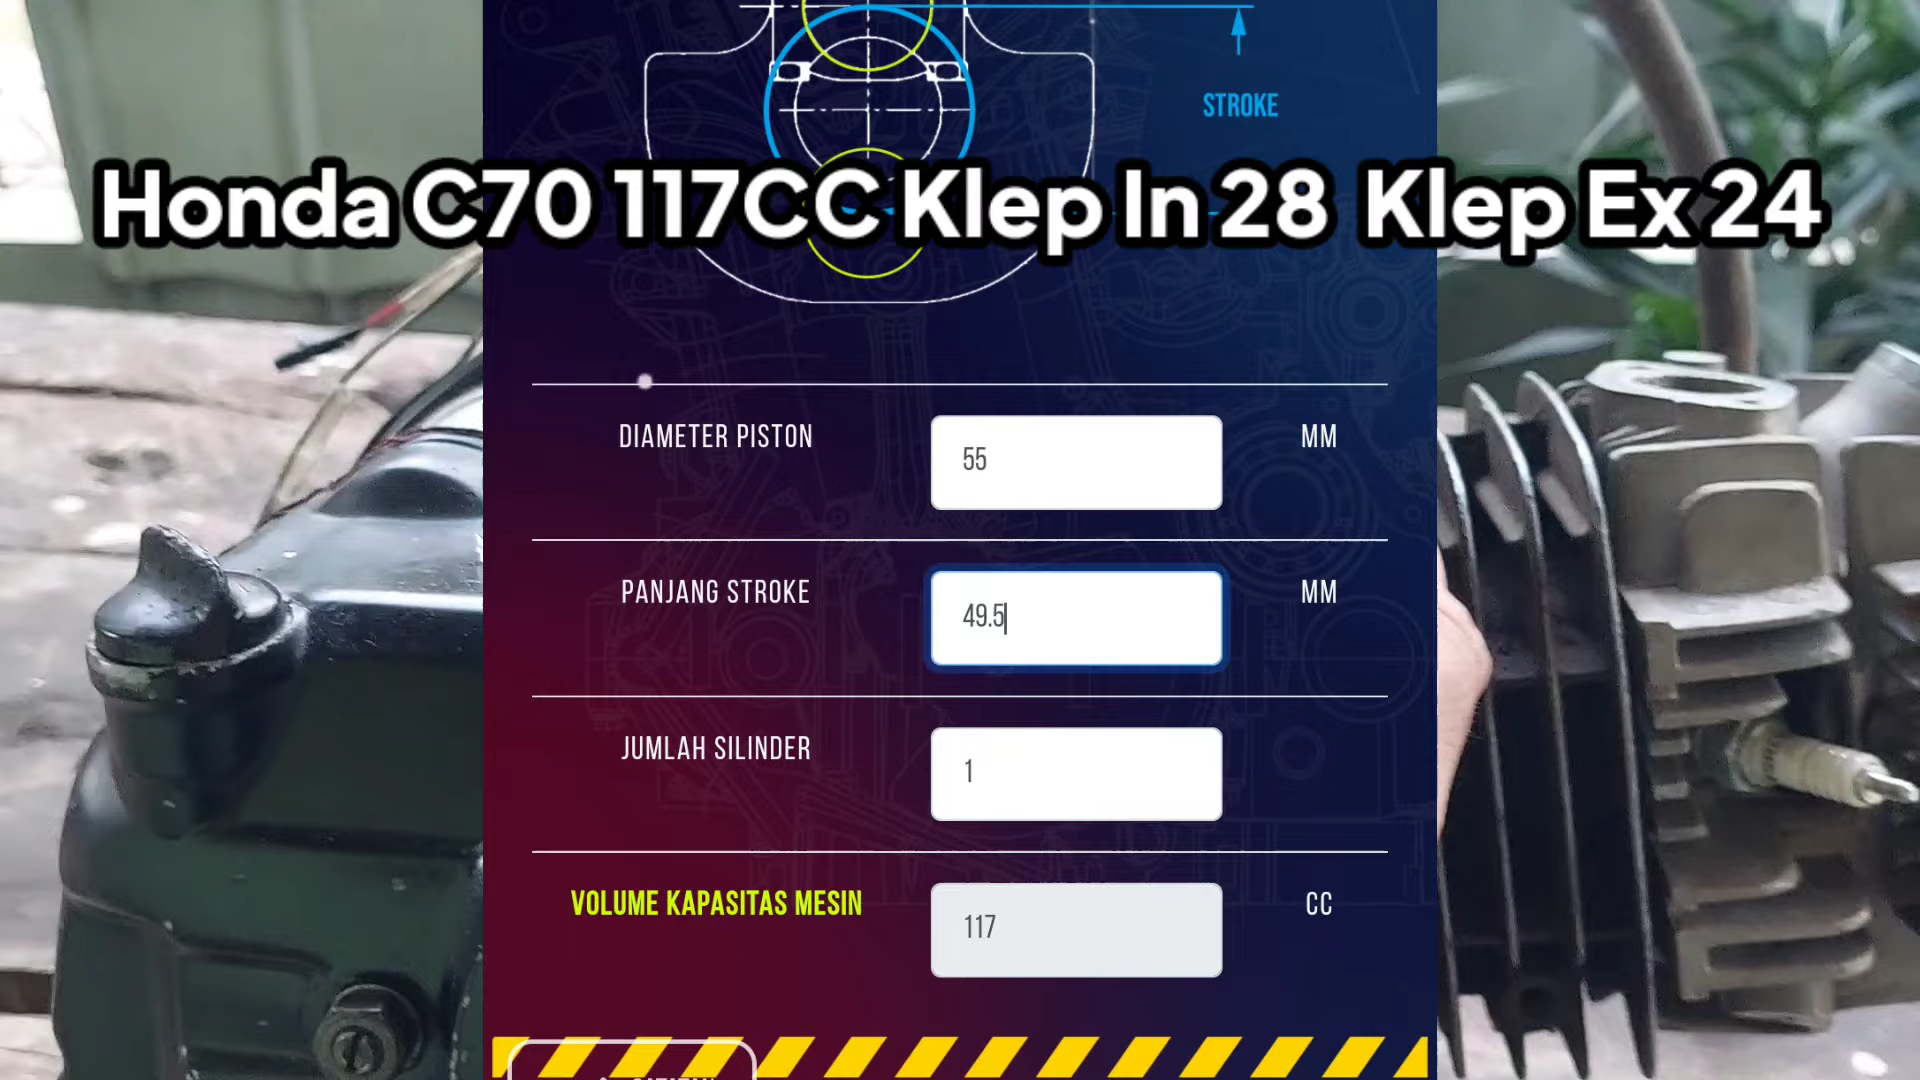 STROKE
Honda C70 117CC Klep In 28 Klep Ex 24
DIAMETER PISTON 55 MM
PANJANG STROKE 49.5 MM
JUMLAH SILINDER 1
VOLUME KAPASITAS MESIN 117 CC